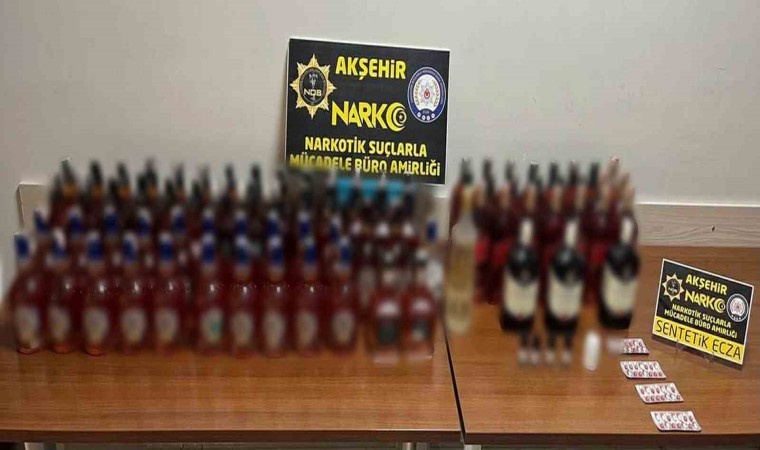 AKŞEHİR
NDB
NARKO
NARKOTİK SUÇLARLA
MÜCADELE BÜRO AMİRLİĞİ
AKŞEHİR
NARKO
NARKOTİK SUÇLARLA
MÜCADELE BÜRO AMİRLİĞİ
SENTETİK ECZA